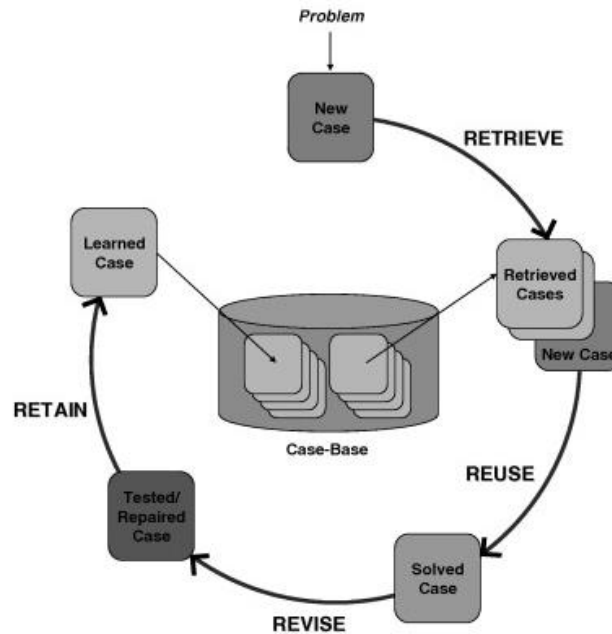 Problem
New
Case
RETRIEVE
Learned
Case
Retrieved
Cases
New Case
Case-Base
RETAIN
REUSE
Tested/
Repaired
Case
Solved
Case
REVISE